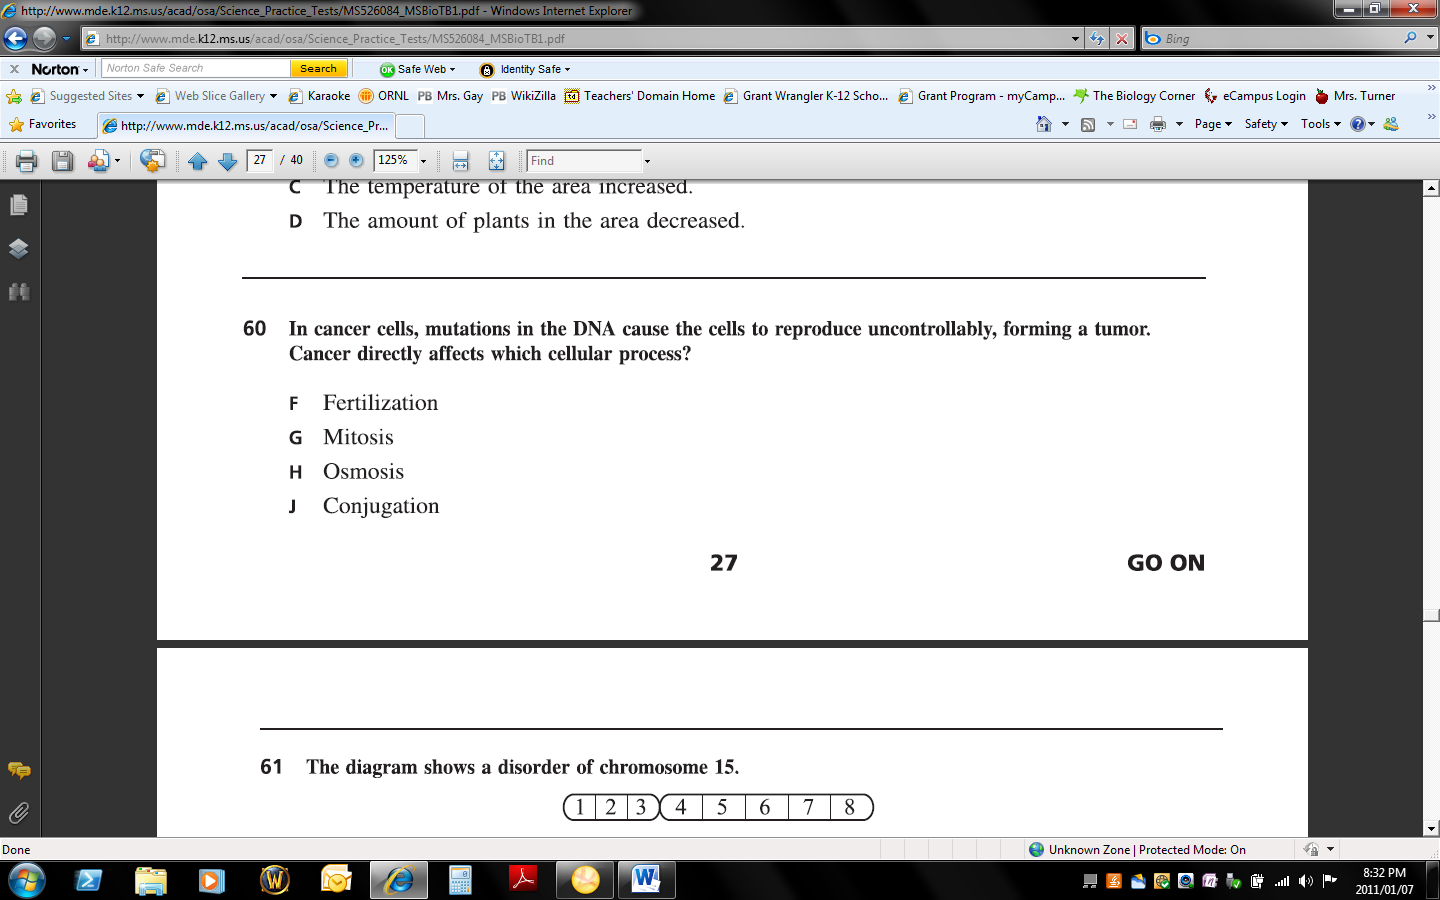 http://www.mde.k12.ms.us/acad/osa/Science_Practice_Tests/MS526084_MSBioTB1.pdf - Windows Internet Explorer
http://www.mde.k12.ms.us/acad/osa/Science_Practice_Tests/MS526084_MSBioTB1.pdf
Bing
x Norton Norton Safe Search Search OK Safe Web Identity Safe
Suggested Sites Web Slice Gallery Karaoke ORNL PB Mrs. Gay PB WikiZilla td Teachers' Domain Home Grant Wrangler K-12 Scho... Grant Program - myCamp... The Biology Corner eCampus Login Mrs. Turner
Favorites http://www.mde.k12.ms.us/acad/osa/Science_Pr... Page Safety Tools
27 / 40 125% Find
C The temperature of the area increased.
D The amount of plants in the area decreased.
60 In cancer cells, mutations in the DNA cause the cells to reproduce uncontrollably, forming a tumor.
Cancer directly affects which cellular process?
F Fertilization
G Mitosis
H Osmosis
J Conjugation
27 GO ON
61 The diagram shows a disorder of chromosome 15.
1 2 3 4 5 6 7 8
Done Unknown Zone | Protected Mode: On
8:32 PM
2011/01/07